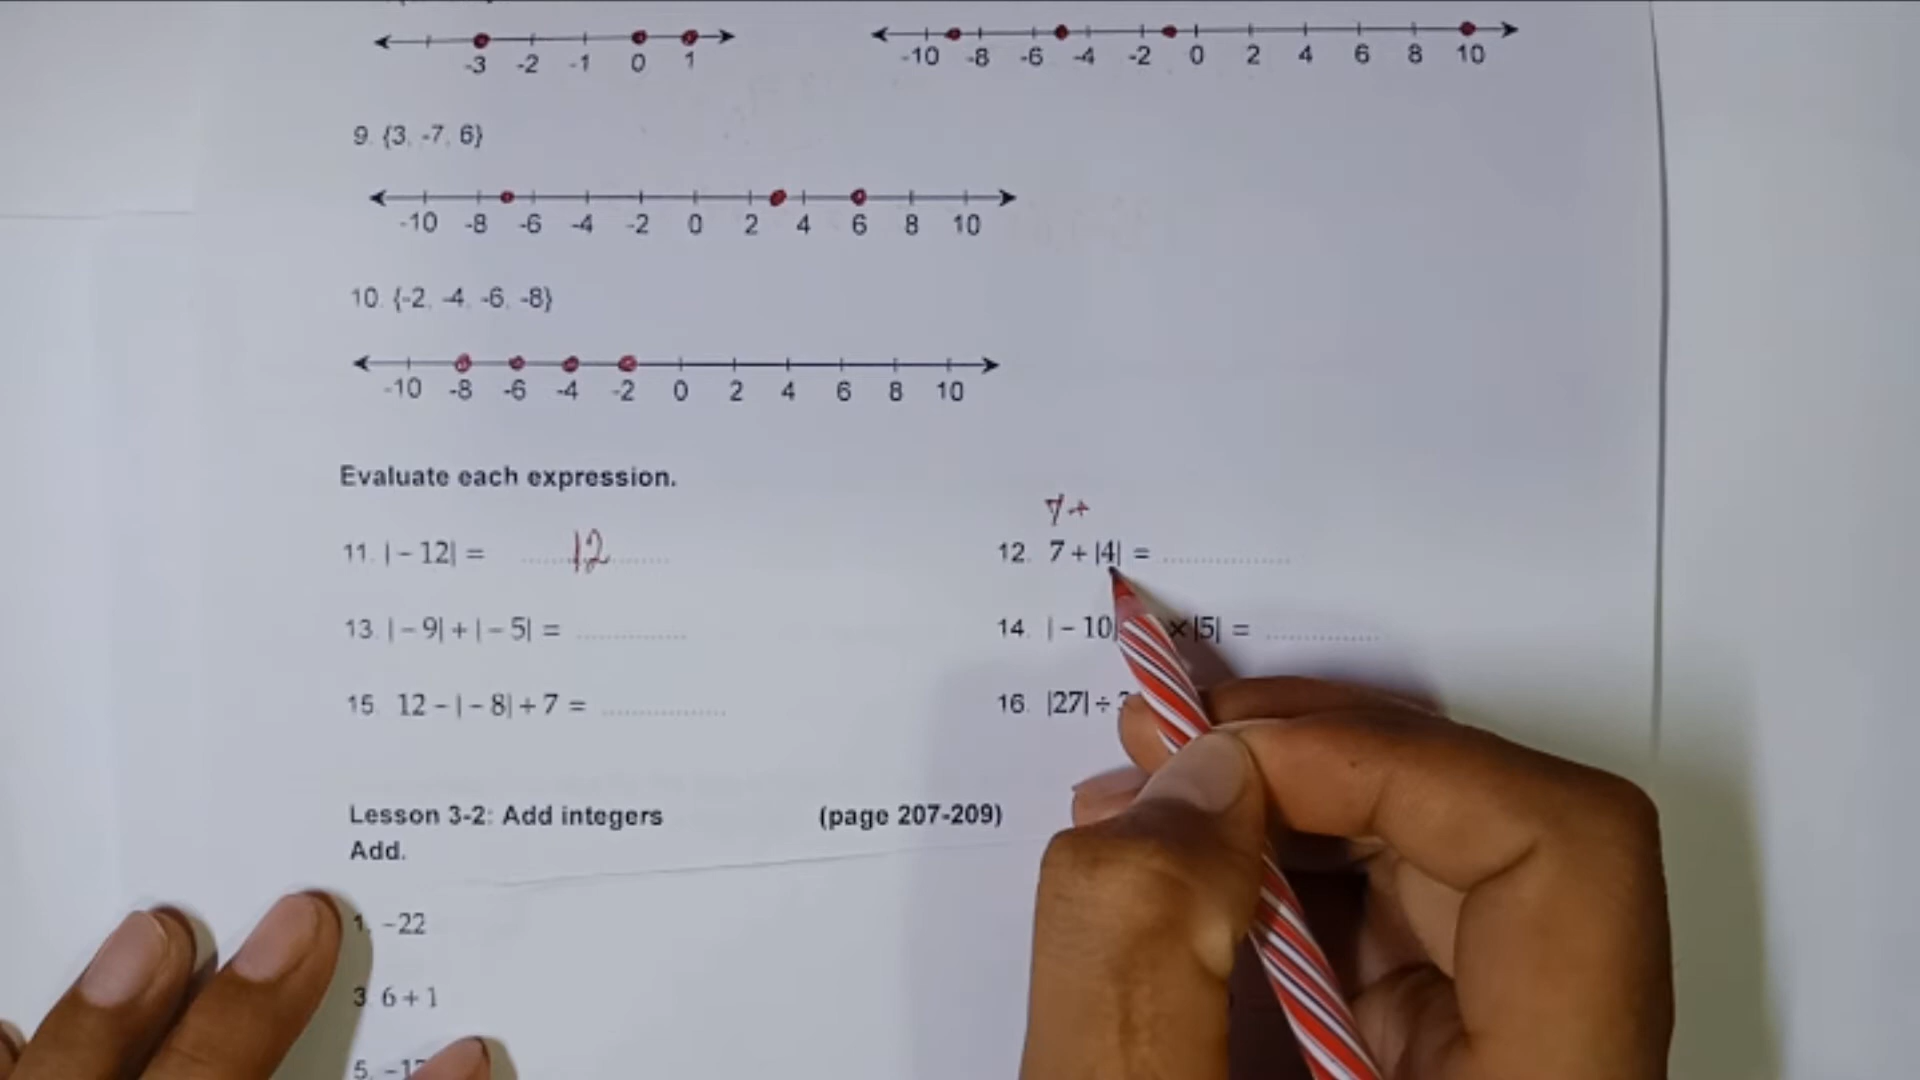 -3 -2 -1 0 1
-10 -8 -6 -4 -2 0 2 4 6 8 10
9. {3, -7, 6}
-10 -8 -6 -4 -2 0 2 4 6 8 10
10. {-2, -4, -6, -8}
-10 -8 -6 -4 -2 0 2 4 6 8 10
Evaluate each expression.
7+
11. |-12| = 12
12. 7+|4| =
13. |-9|+|-5| =
14. |-10| ×|5| =
15. 12-|-8|+7 =
16. |27|÷
Lesson 3-2: Add integers (page 207-209)
Add.
1. -22
3. 6+1
5.